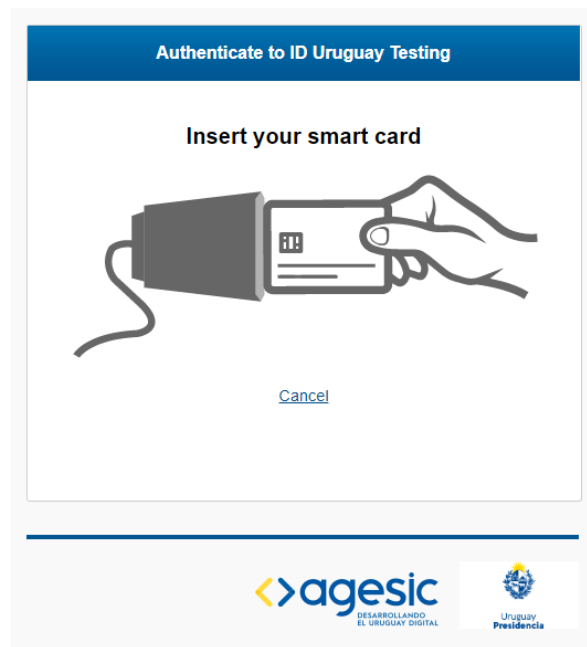 Authenticate to ID Uruguay Testing
Insert your smart card
Cancel
agesic
DESARROLLANDO
EL URUGUAY DIGITAL
Uruguay
Presidencia